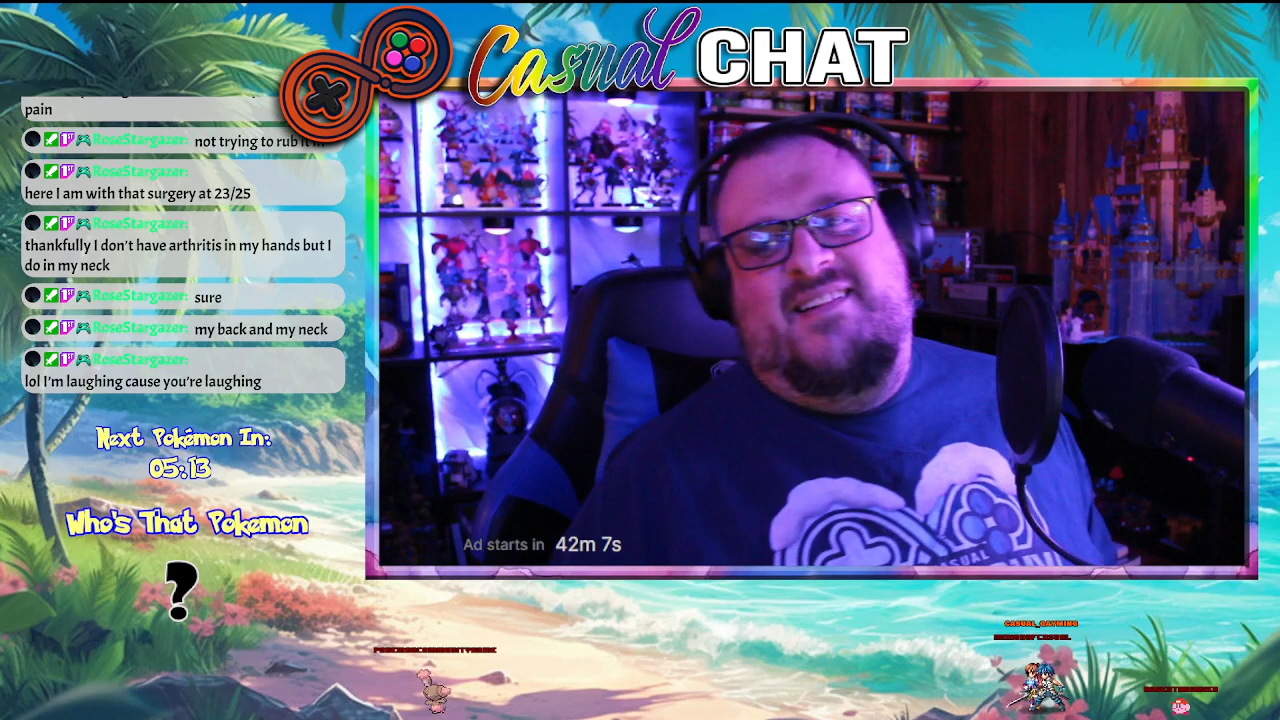 Casual CHAT
pain
RoseStargazer: not trying to rub it in
RoseStargazer:
here I am with that surgery at 23/25
RoseStargazer:
thankfully I don't have arthritis in my hands but I
do in my neck
RoseStargazer: sure
RoseStargazer: my back and my neck
RoseStargazer:
lol I'm laughing cause you're laughing
Next Pokémon In:
05:13
Who's That Pokemon
?
Ad starts in 42m 7s
CASUAL
CASUAL_GAYMING